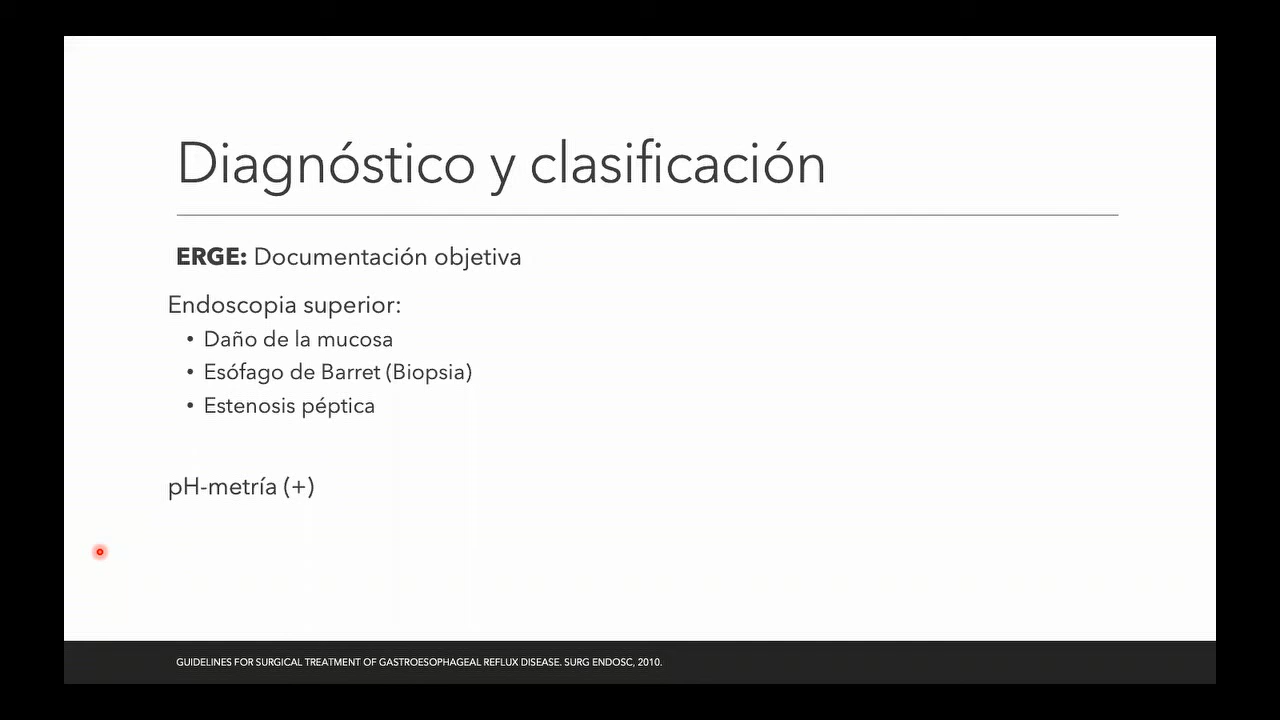 Diagnóstico y clasificación
ERGE: Documentación objetiva
Endoscopia superior:
• Daño de la mucosa
• Esófago de Barret (Biopsia)
• Estenosis péptica
pH-metría (+)
GUIDELINES FOR SURGICAL TREATMENT OF GASTROESOPHAGEAL REFLUX DISEASE. SURG ENDOSC, 2010.